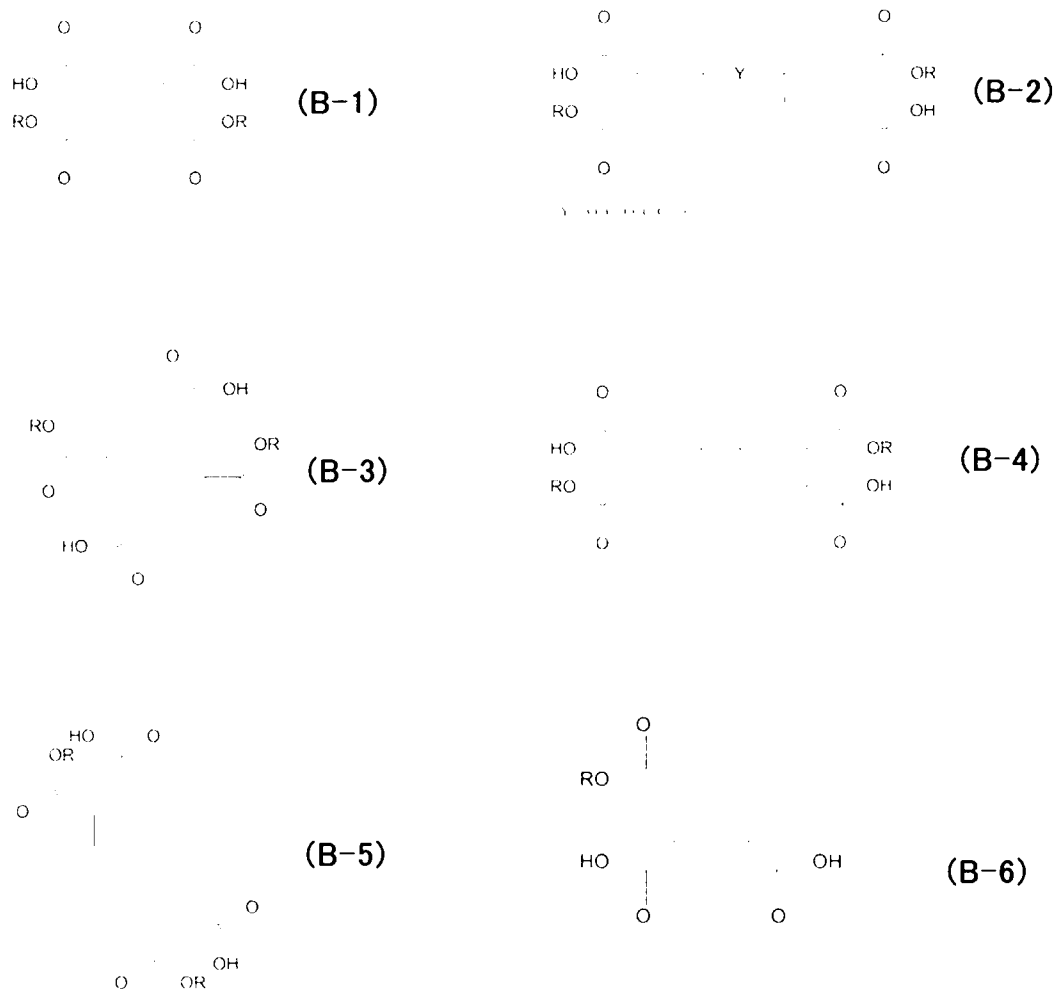 O O
HO OH
RO OR
O O
(B-1)
O O
HO Y OR
RO OH
O O
(B-2)
O
OH
RO
OR
O
O
HO
O
(B-3)
O O
HO OR
RO OH
O O
(B-4)
HO O
OR
O
O
OH
O OR
(B-5)
O
RO
HO OH
O O
(B-6)